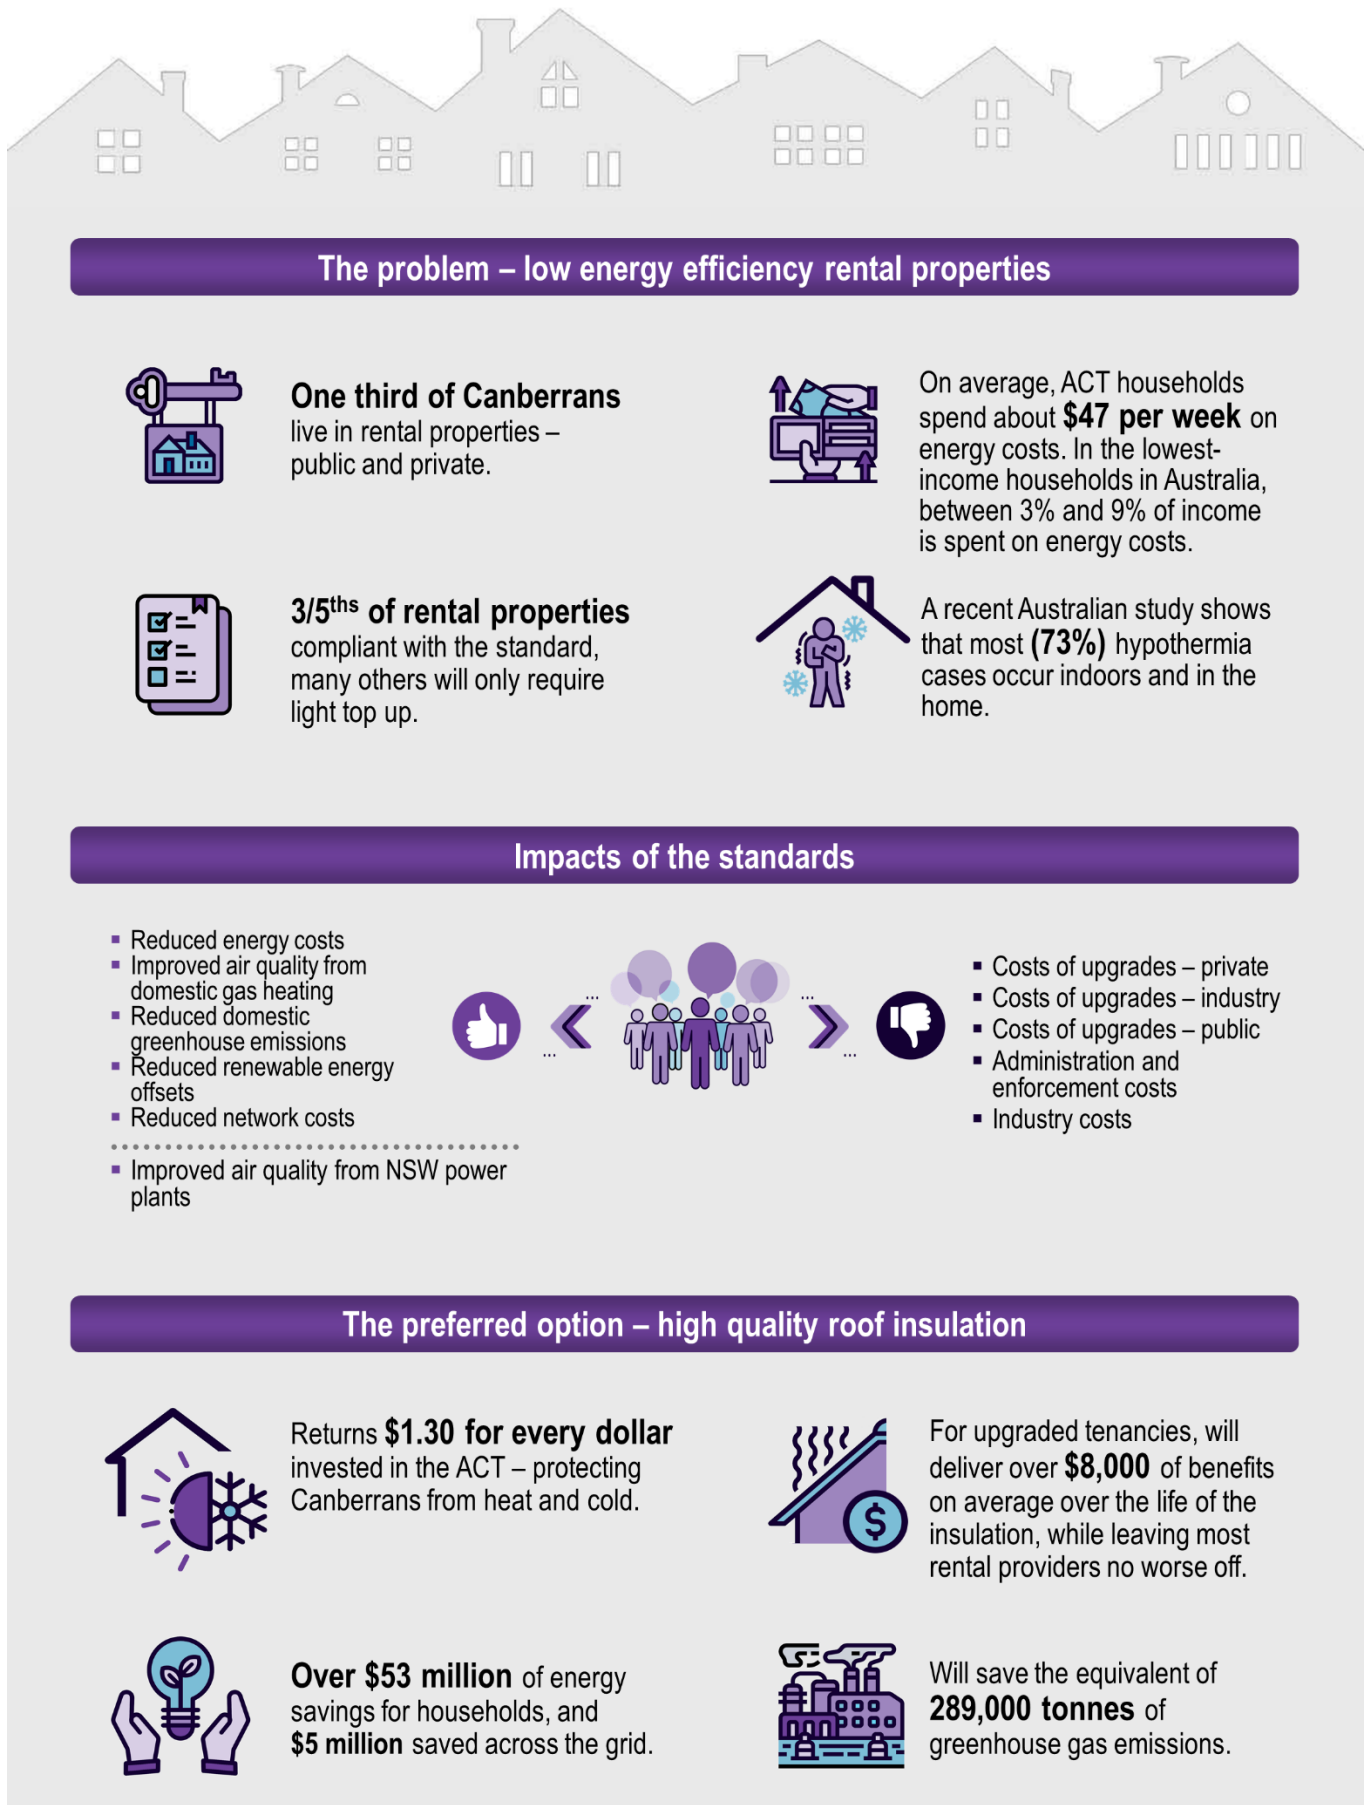 The problem – low energy efficiency rental properties
One third of Canberrans
live in rental properties –
public and private.
On average, ACT households
spend about $47 per week on
energy costs. In the lowest-
income households in Australia,
between 3% and 9% of income
is spent on energy costs.
3/5ths of rental properties
compliant with the standard,
many others will only require
light top up.
A recent Australian study shows
that most (73%) hypothermia
cases occur indoors and in the
home.
Impacts of the standards
▪ Reduced energy costs
▪ Improved air quality from
domestic gas heating
▪ Reduced domestic
greenhouse emissions
▪ Reduced renewable energy
offsets
▪ Reduced network costs
▪ Improved air quality from NSW power
plants
▪ Costs of upgrades – private
▪ Costs of upgrades – industry
▪ Costs of upgrades – public
▪ Administration and
enforcement costs
▪ Industry costs
The preferred option – high quality roof insulation
Returns $1.30 for every dollar
invested in the ACT – protecting
Canberrans from heat and cold.
For upgraded tenancies, will
deliver over $8,000 of benefits
on average over the life of the
insulation, while leaving most
rental providers no worse off.
Over $53 million of energy
savings for households, and
$5 million saved across the grid.
Will save the equivalent of
289,000 tonnes of
greenhouse gas emissions.